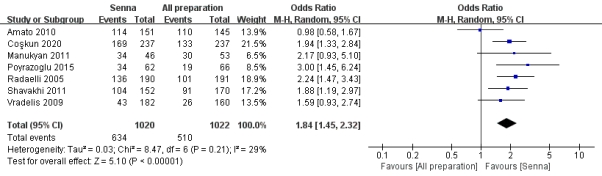 Senna All preparation Odds Ratio Odds Ratio
Study or Subgroup Events Total Events Total Weight M-H, Random, 95% CI M-H, Random, 95% CI
Amato 2010 114 151 110 145 13.9% 0.98 [0.58, 1.67]
Coşkun 2020 169 237 133 237 23.7% 1.94 [1.33, 2.84]
Manukyan 2011 34 46 30 53 6.9% 2.17 [0.93, 5.10]
Poyrazoglu 2015 34 62 19 66 8.9% 3.00 [1.45, 6.24]
Radaelli 2005 136 190 101 191 20.5% 2.24 [1.47, 3.43]
Shavakhi 2011 104 152 91 170 18.5% 1.88 [1.19, 2.97]
Vradelis 2009 43 182 26 160 14.5% 1.59 [0.93, 2.74]
Total (95% CI) 1020 1022 100.0% 1.84 [1.45, 2.32]
Total events 634 510
Heterogeneity: Tau² = 0.03; Chi² = 8.47, df = 6 (P = 0.21); I² = 29%
Test for overall effect: Z = 5.10 (P < 0.00001)
0.1 0.2 0.5 1 2 5 10
Favours [All preparation] Favours [Senna]